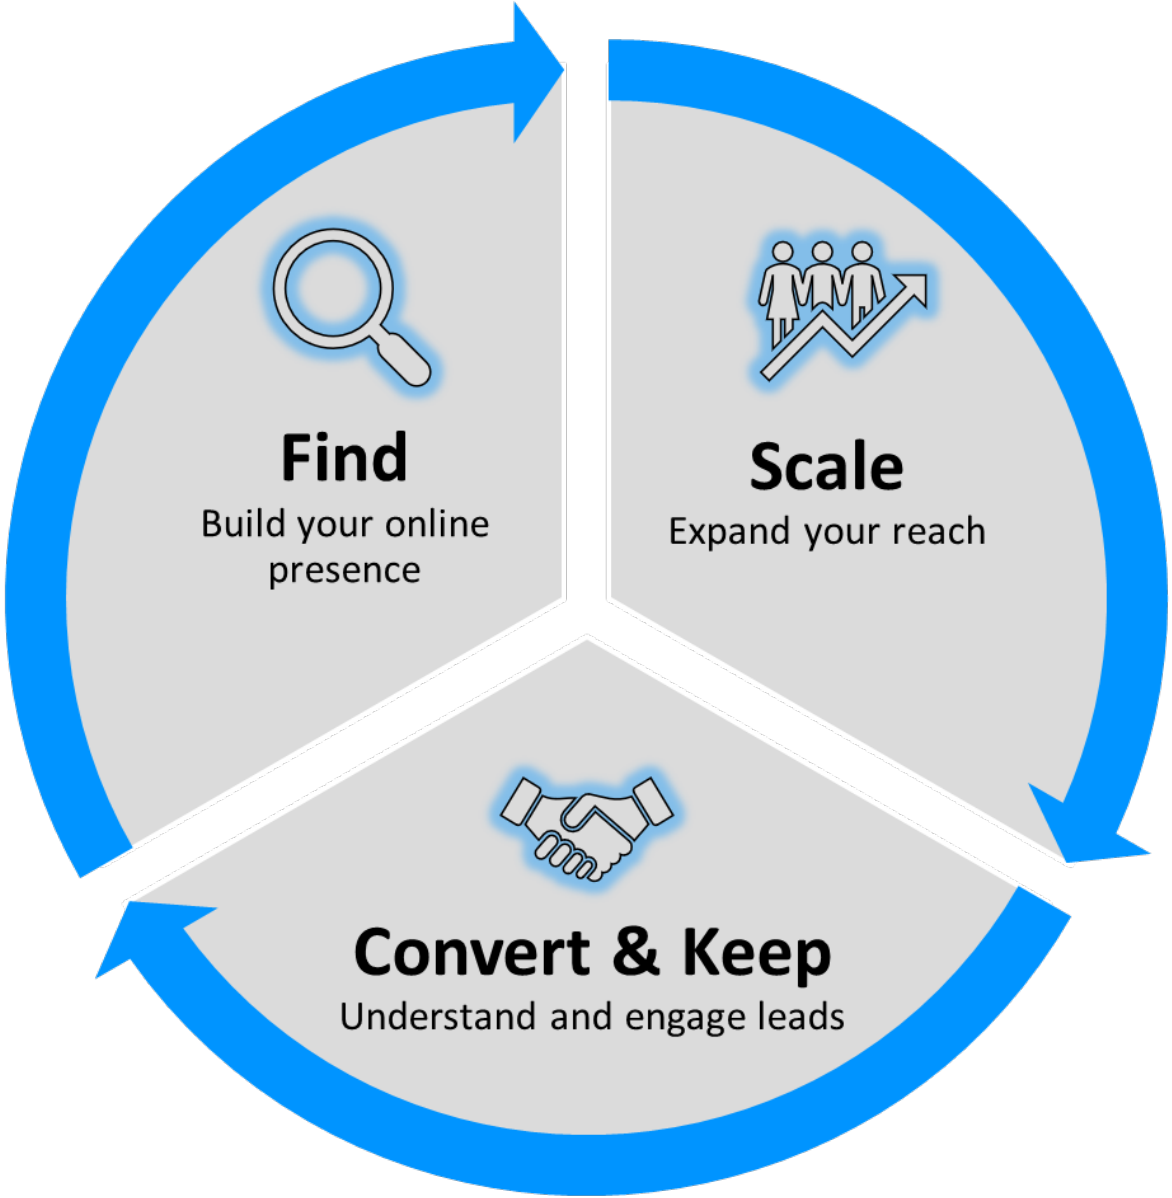 Find
Build your online
presence
Scale
Expand your reach
Convert & Keep
Understand and engage leads